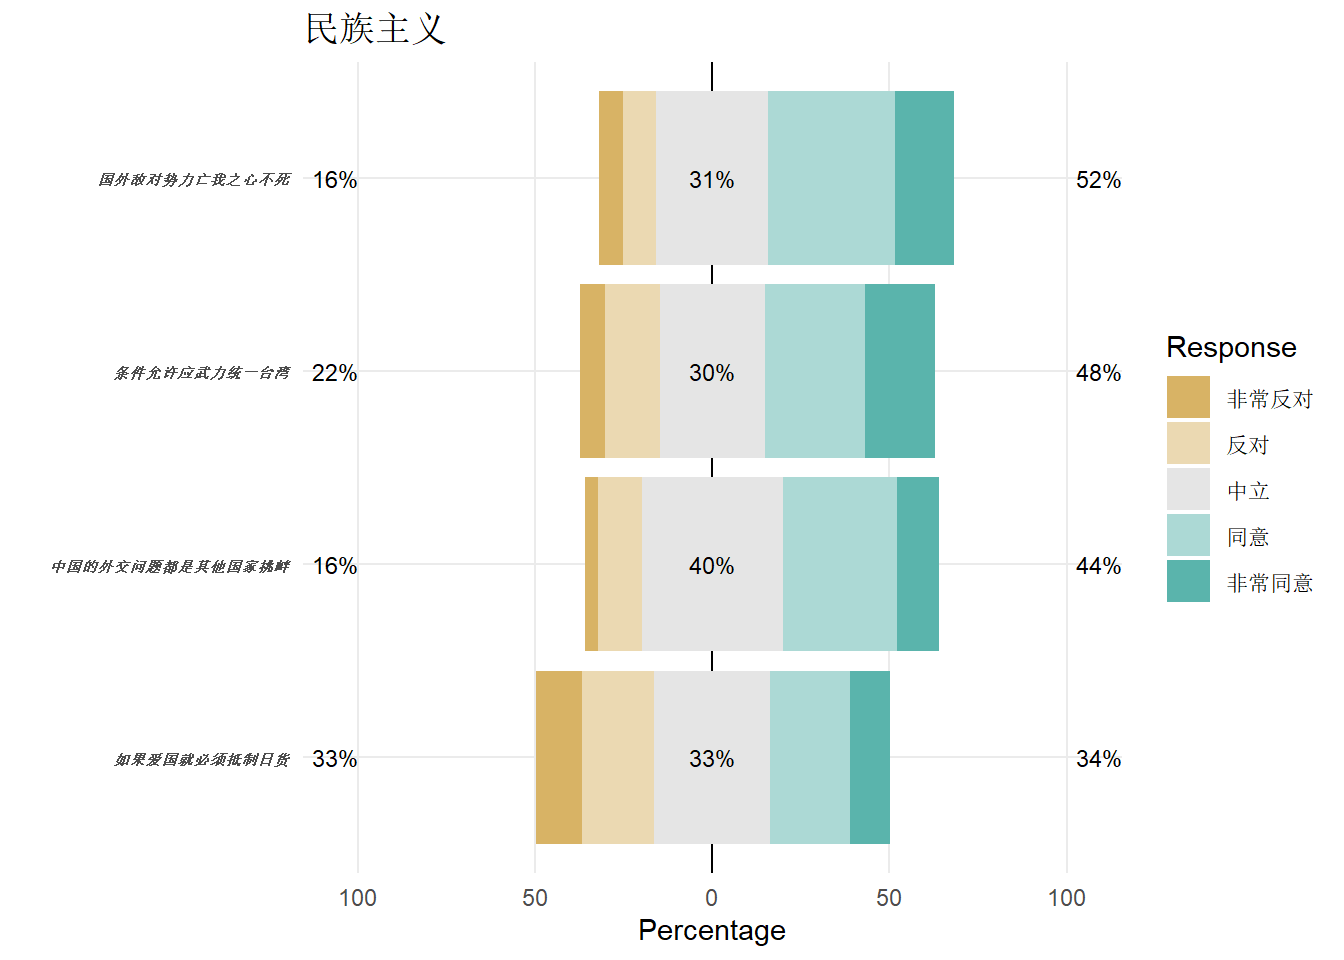 民族主义
国外敌对势力亡我之心不死 16% 31% 52%
条件允许应武力统一台湾 22% 30% 48%
中国的外交问题都是其他国家挑衅 16% 40% 44%
如果爱国就必须抵制日货 33% 33% 34%
100 50 0 50 100
Percentage
Response
非常反对
反对
中立
同意
非常同意